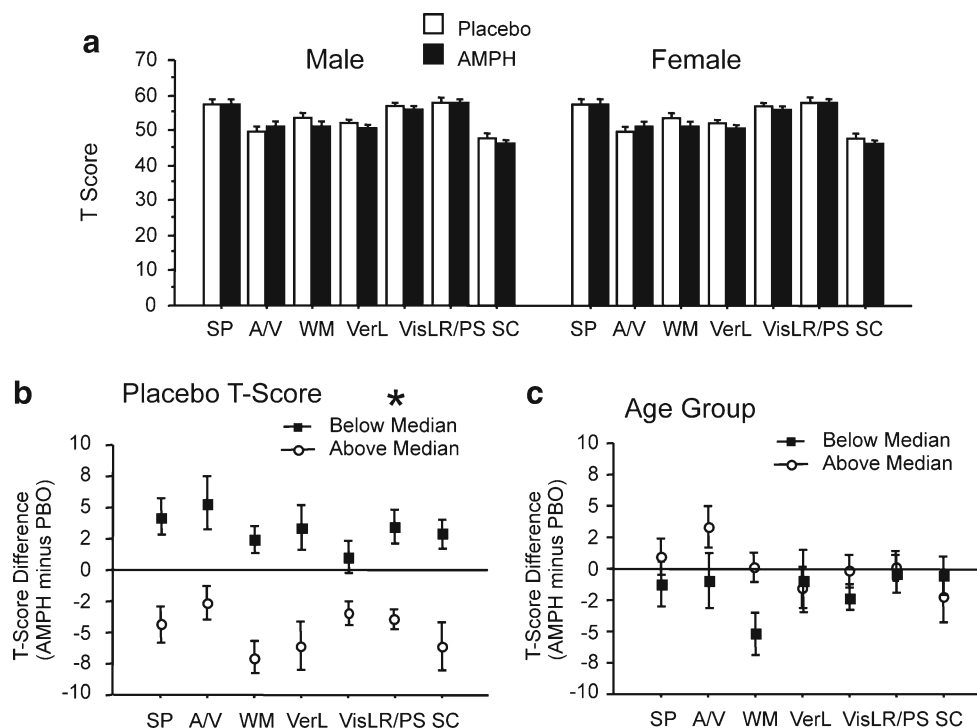 a
Placebo
AMPH
Male
Female
T Score
70
60
50
40
30
20
10
0
SP A/V WM VerL VisLR/PS SC
SP A/V WM VerL VisLR/PS SC
b
Placebo T-Score *
Below Median
Above Median
T-Score Difference
(AMPH minus PBO)
10
8
5
2
0
-2
-5
-8
-10
SP A/V WM VerL VisLR/PS SC
c
Age Group
Below Median
Above Median
T-Score Difference
(AMPH minus PBO)
10
8
5
2
0
-2
-5
-8
-10
SP A/V WM VerL VisLR/PS SC